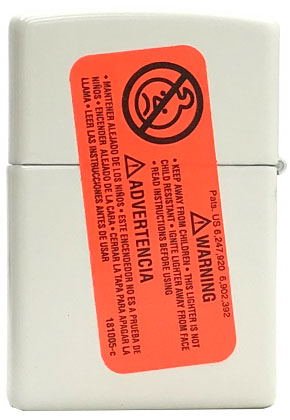 Pats. US 6,247,920 6,902,392
WARNING
• KEEP AWAY FROM CHILDREN • THIS LIGHTER IS NOT
CHILD RESISTANT • IGNITE LIGHTER AWAY FROM FACE
• READ INSTRUCTIONS BEFORE USING
ADVERTENCIA
• MANTENER ALEJADO DE LOS NIÑOS • ESTE ENCENDEDOR NO ES A PRUEBA DE
NIÑOS • ENCENDER ALEJADO DE LA CARA • CERRAR LA TAPA PARA APAGAR LA
LLAMA • LEER LAS INSTRUCCIONES ANTES DE USAR
181005-c